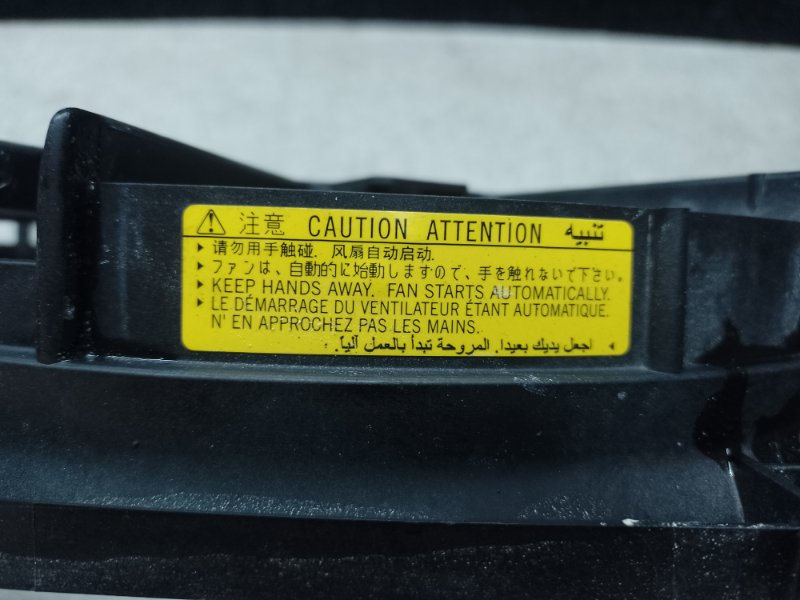 注意 CAUTION ATTENTION تنبيه
▸ 请勿用手触碰. 风扇自动启动.
▸ ファンは、自動的に始動しますので、手を触れないで下さい。
▸ KEEP HANDS AWAY. FAN STARTS AUTOMATICALLY.
▸ LE DÉMARRAGE DU VENTILATEUR ÉTANT AUTOMATIQUE.
N' EN APPROCHEZ PAS LES MAINS.
◂ اجعل يديك بعيدا. المروحة تبدأ بالعمل آلياً.